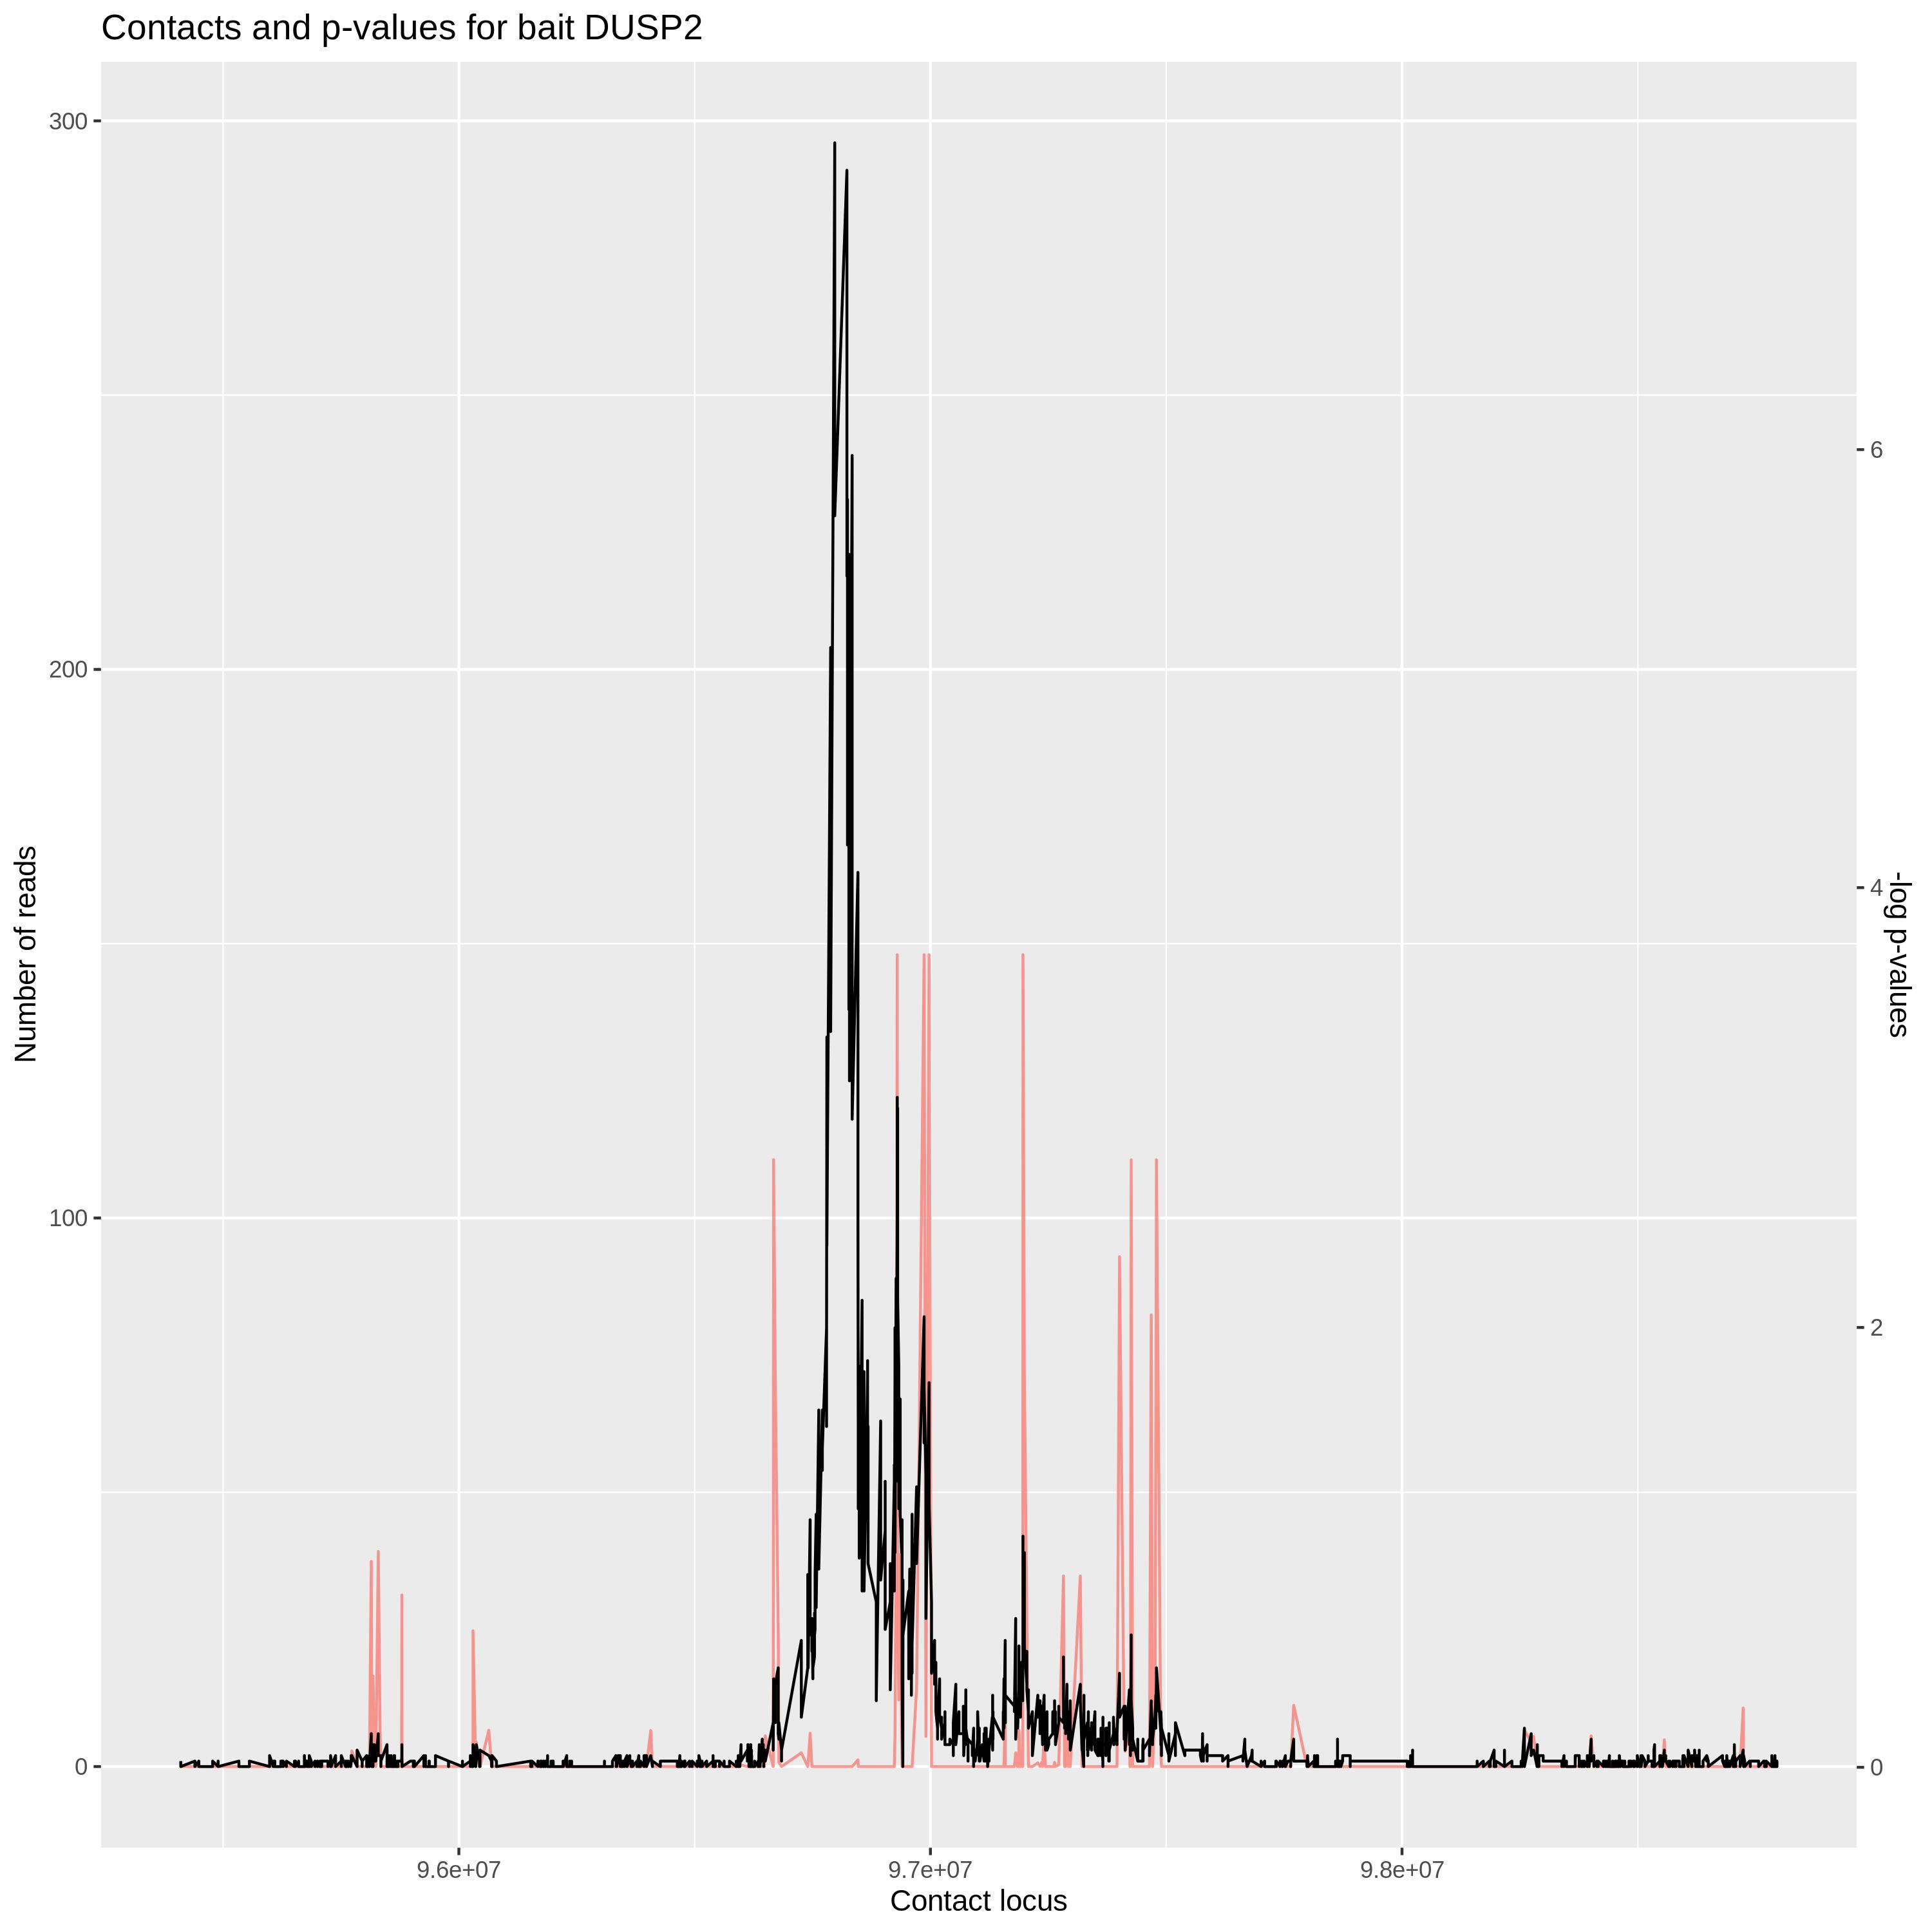 Contacts and p-values for bait DUSP2
300
200
100
0
Number of reads
6
4
2
0
-log p-values
9.6e+07
9.7e+07
9.8e+07
Contact locus